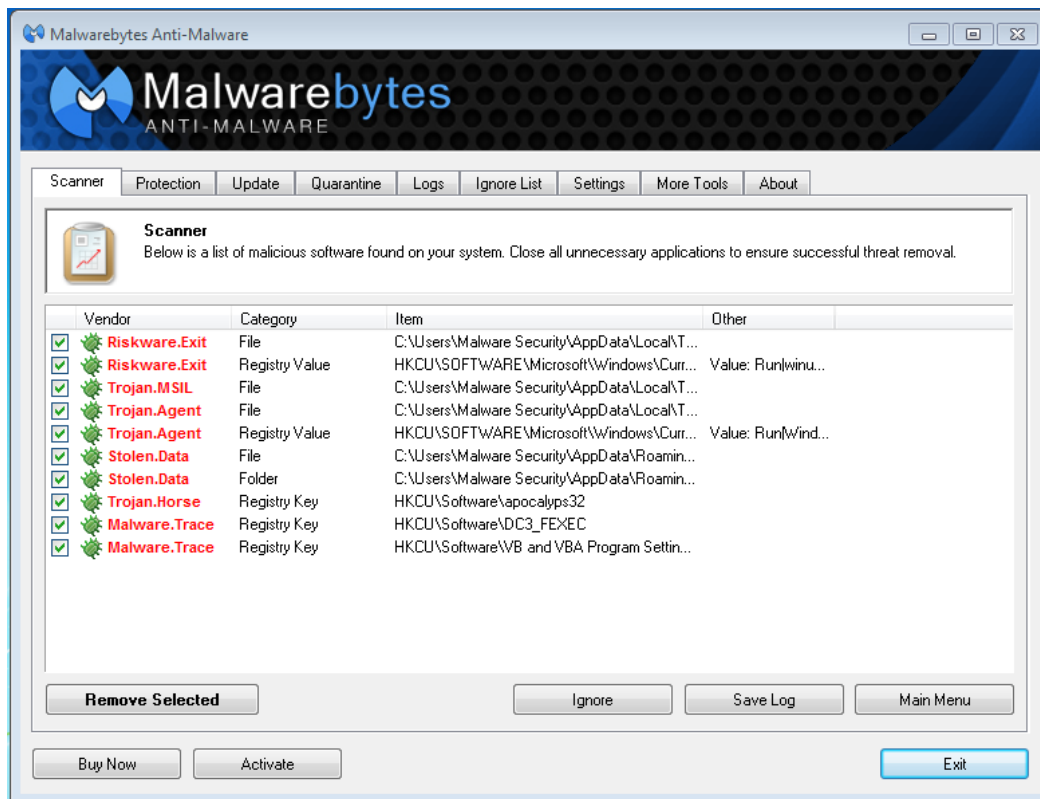 Malwarebytes Anti-Malware
Malwarebytes
ANTI-MALWARE
Scanner Protection Update Quarantine Logs Ignore List Settings More Tools About
Scanner
Below is a list of malicious software found on your system. Close all unnecessary applications to ensure successful threat removal.
Vendor Category Item Other
Riskware.Exit File C:\Users\Malware Security\AppData\Local\T...
Riskware.Exit Registry Value HKCU\SOFTWARE\Microsoft\Windows\Curr... Value: Run|winu...
Trojan.MSIL File C:\Users\Malware Security\AppData\Local\T...
Trojan.Agent File C:\Users\Malware Security\AppData\Local\T...
Trojan.Agent Registry Value HKCU\SOFTWARE\Microsoft\Windows\Curr... Value: Run|Wind...
Stolen.Data File C:\Users\Malware Security\AppData\Roamin...
Stolen.Data Folder C:\Users\Malware Security\AppData\Roamin...
Trojan.Horse Registry Key HKCU\Software\apocalyps32
Malware.Trace Registry Key HKCU\Software\DC3_FEXEC
Malware.Trace Registry Key HKCU\Software\VB and VBA Program Settin...
Remove Selected Ignore Save Log Main Menu
Buy Now Activate Exit